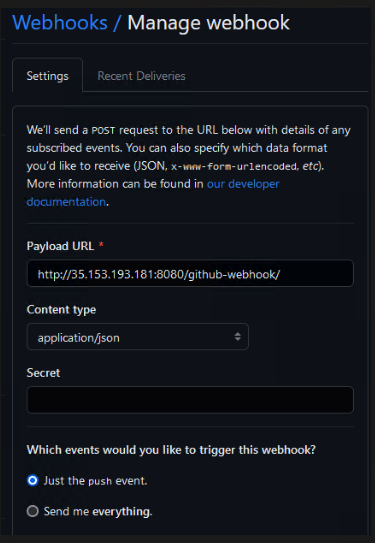 Webhooks / Manage webhook
Settings
Recent Deliveries
We'll send a POST request to the URL below with details of any
subscribed events. You can also specify which data format
you'd like to receive (JSON, x-www-form-urlencoded, etc).
More information can be found in our developer
documentation.
Payload URL *
http://35.153.193.181:8080/github-webhook/
Content type
application/json
Secret
Which events would you like to trigger this webhook?
Just the push event.
Send me everything.